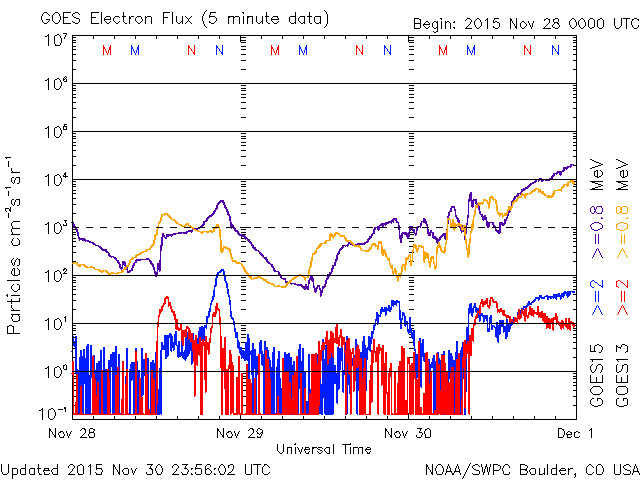 GOES Electron Flux (5 minute data)
Begin: 2015 Nov 28 0000 UTC
10⁷
M M N N M M N N M M N N
10⁶
10⁵
10⁴
10³
10²
10¹
10⁰
10⁻¹
Particles cm⁻²s⁻¹sr⁻¹
Nov 28 Nov 29 Nov 30 Dec 1
Universal Time
GOES15 >=2 >=0.8 MeV
GOES13 >=2 >=0.8 MeV
Updated 2015 Nov 30 23:56:02 UTC
NOAA/SWPC Boulder, CO USA